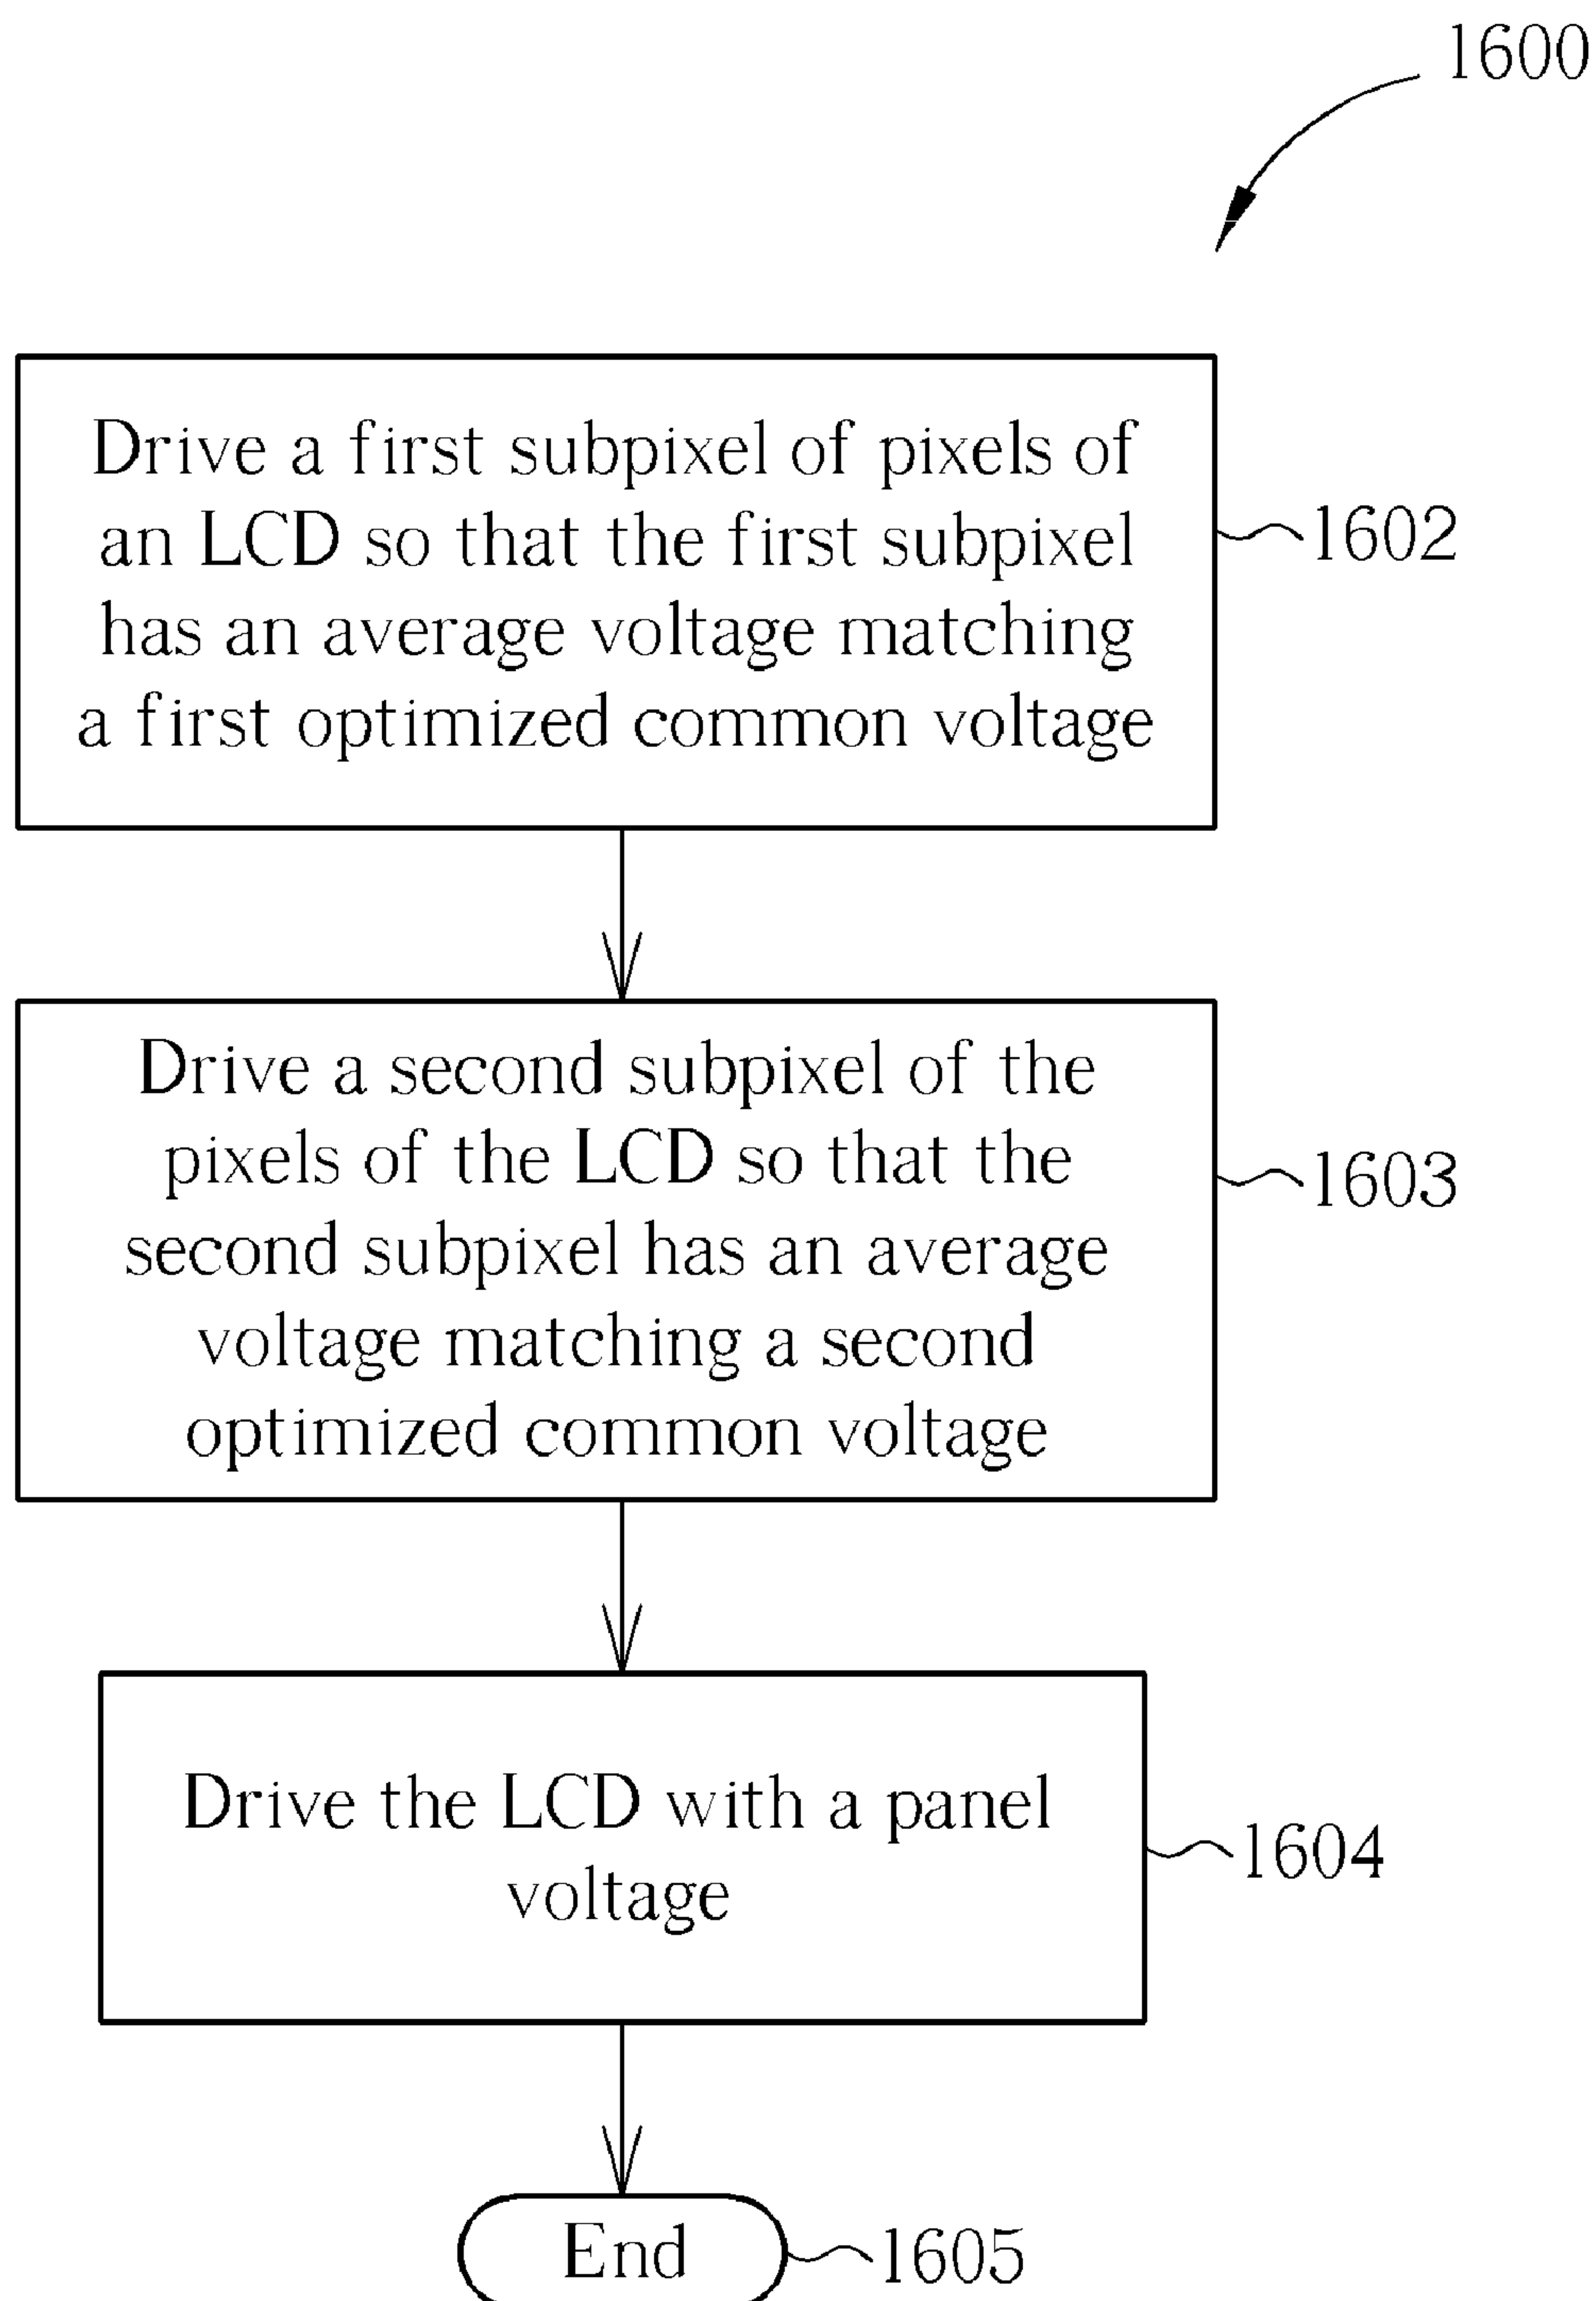 1600
Drive a first subpixel of pixels of
an LCD so that the first subpixel
has an average voltage matching
a first optimized common voltage
1602
Drive a second subpixel of the
pixels of the LCD so that the
second subpixel has an average
voltage matching a second
optimized common voltage
1603
Drive the LCD with a panel
voltage
1604
End
1605